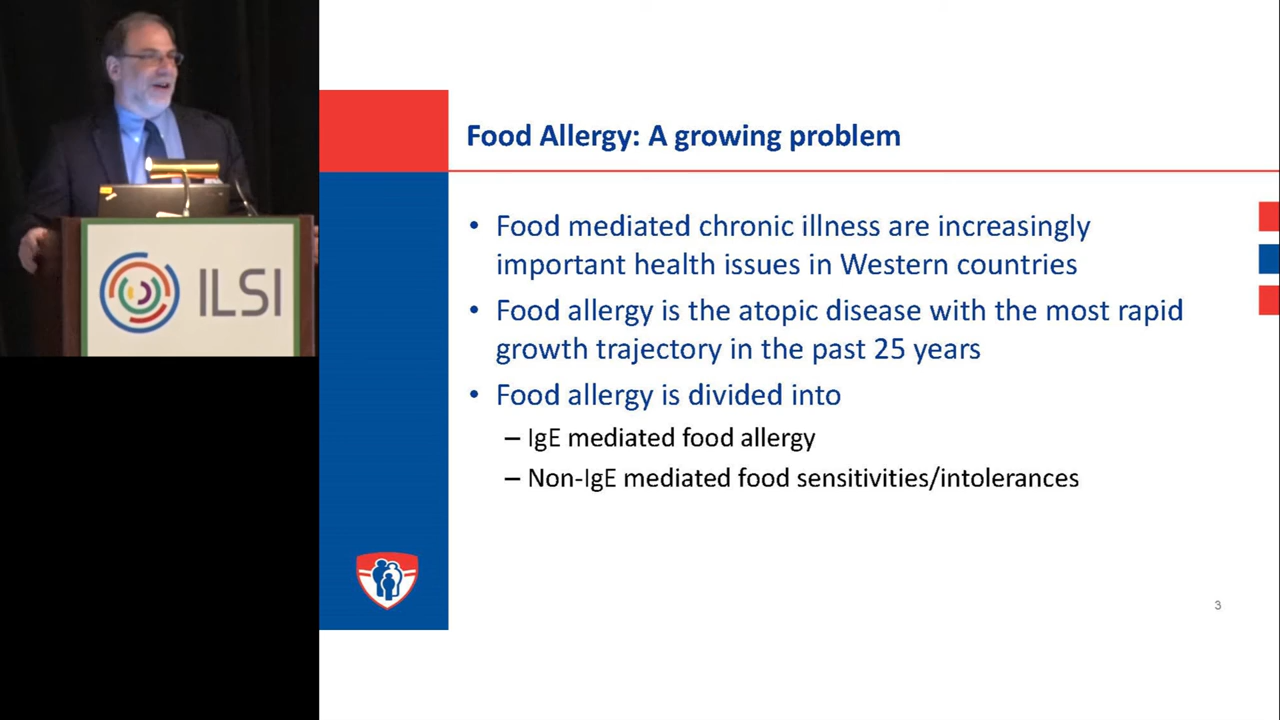 ILSI
Food Allergy: A growing problem
• Food mediated chronic illness are increasingly
important health issues in Western countries
• Food allergy is the atopic disease with the most rapid
growth trajectory in the past 25 years
• Food allergy is divided into
– IgE mediated food allergy
– Non-IgE mediated food sensitivities/intolerances
3